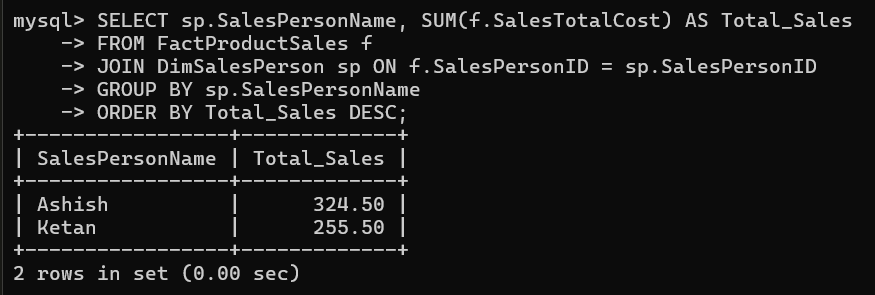 mysql> SELECT sp.SalesPersonName, SUM(f.SalesTotalCost) AS Total_Sales
    -> FROM FactProductSales f
    -> JOIN DimSalesPerson sp ON f.SalesPersonID = sp.SalesPersonID
    -> GROUP BY sp.SalesPersonName
    -> ORDER BY Total_Sales DESC;
+-----------------+-------------+
| SalesPersonName | Total_Sales |
+-----------------+-------------+
| Ashish          |      324.50 |
| Ketan           |      255.50 |
+-----------------+-------------+
2 rows in set (0.00 sec)